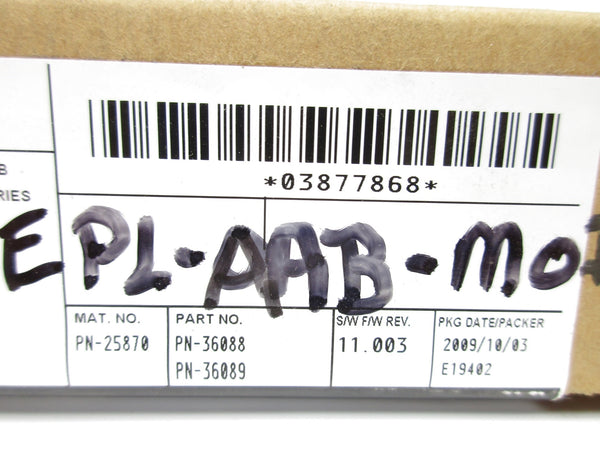 *03877868*
B
RIES
EPL-AAB-MO
MAT. NO. PART NO. S/W F/W REV. PKG DATE/PACKER
PN-25870 PN-36088 11.003 2009/10/03
PN-36089 E19402